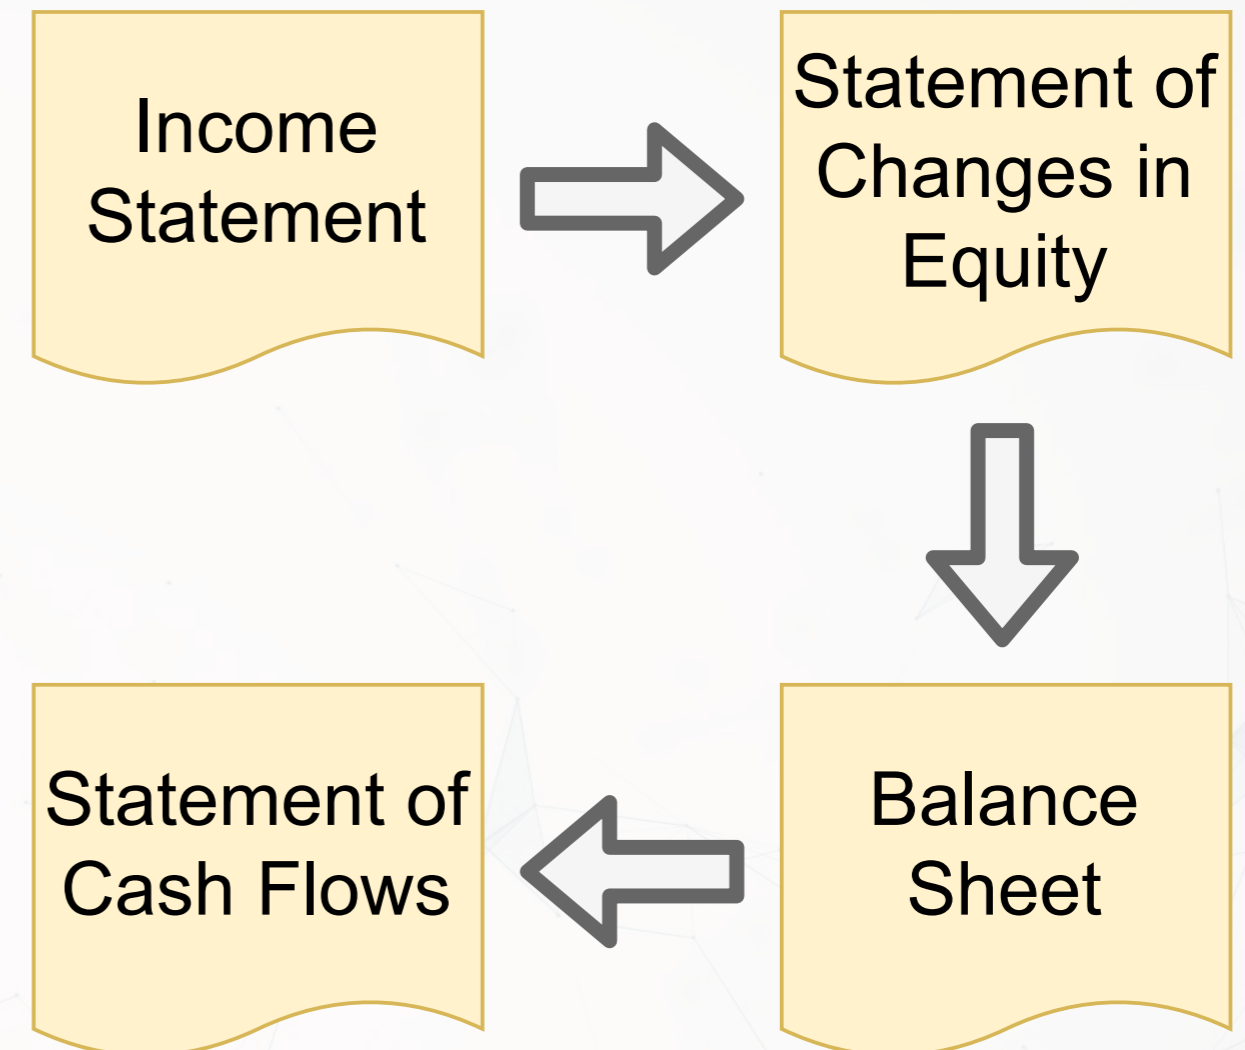 Income
Statement
Statement of
Changes in
Equity
Statement of
Cash Flows
Balance
Sheet